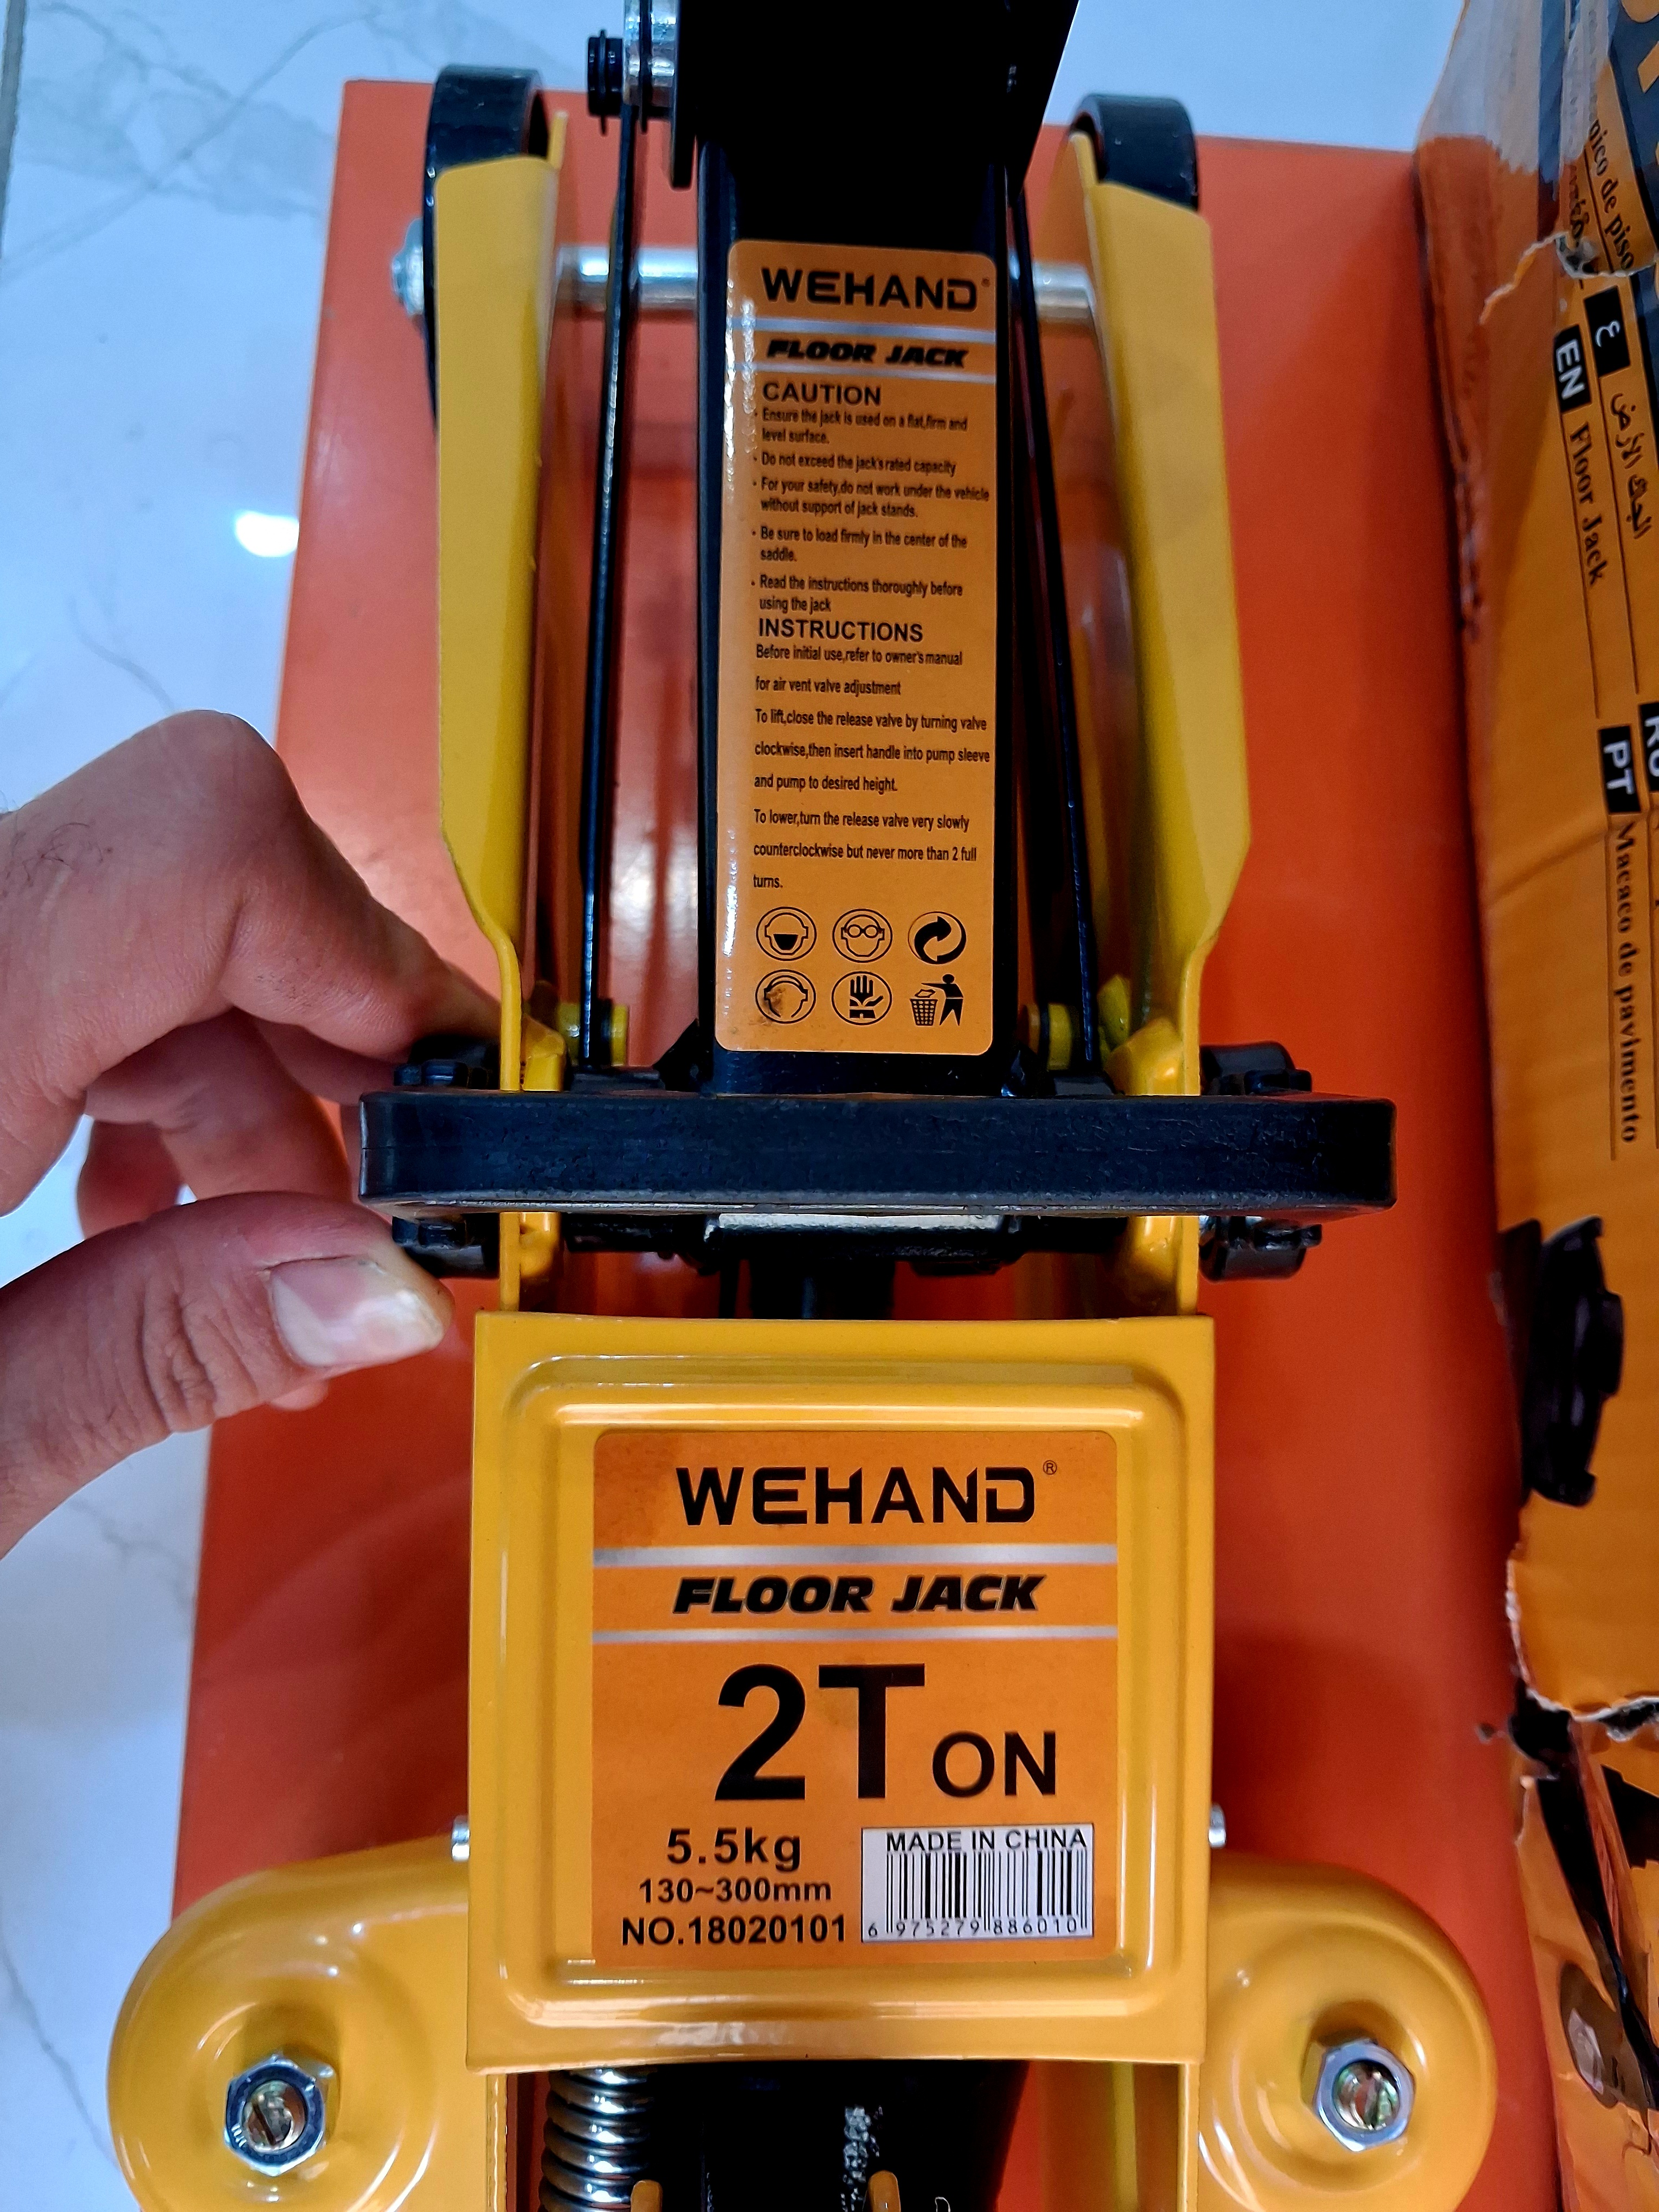 WEHAND®
FLOOR JACK
CAUTION
· Ensure the jack is used on a flat,firm and
level surface.
· Do not exceed the jack's rated capacity
· For your safety,do not work under the vehicle
without support of jack stands.
· Be sure to load firmly in the center of the
saddle.
· Read the instructions thoroughly before
using the jack
INSTRUCTIONS
Before initial use,refer to owner's manual
for air vent valve adjustment
To lift,close the release valve by turning valve
clockwise,then insert handle into pump sleeve
and pump to desired height.
To lower,turn the release valve very slowly
counterclockwise but never more than 2 full
turns.
WEHAND®
FLOOR JACK
2TON
5.5kg
130~300mm
NO.18020101
MADE IN CHINA
6 975279 886010
de piso
ع
EN Floor Jack
PT Macaco de pavimento